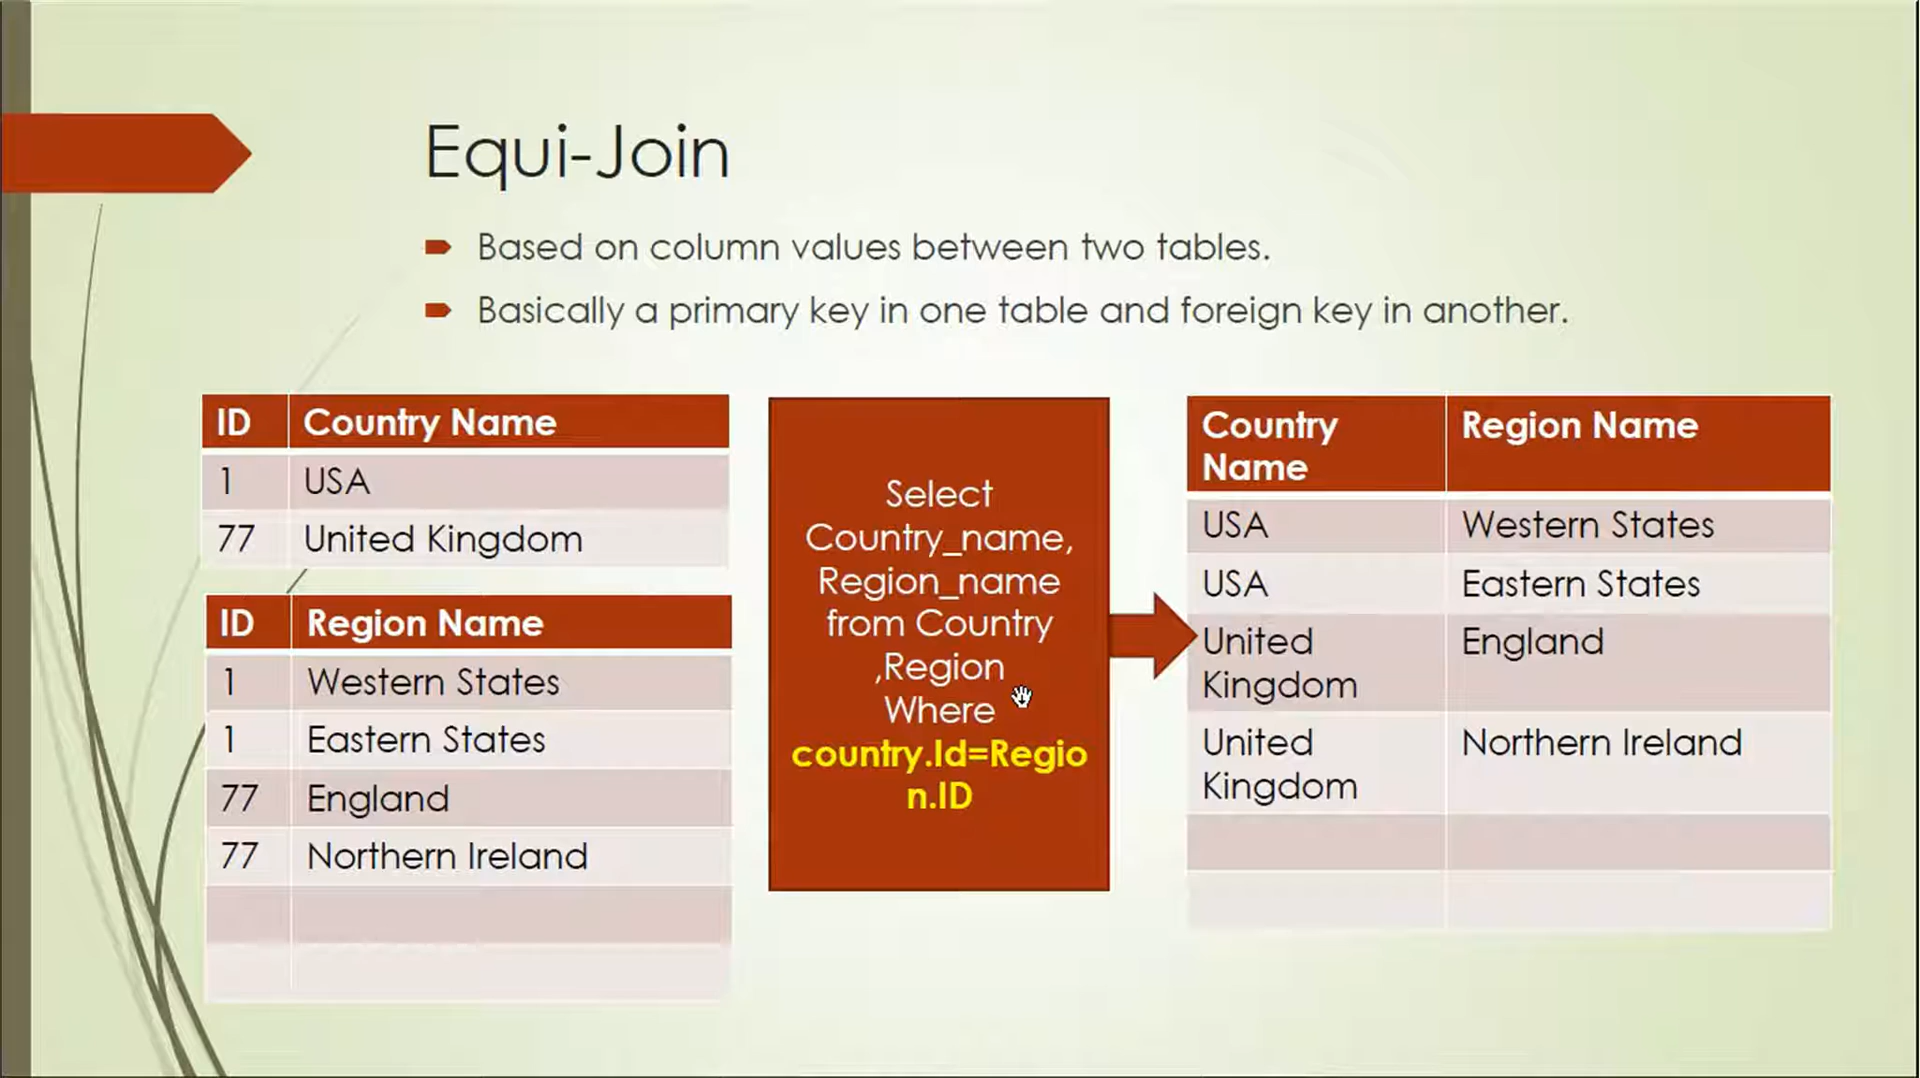 Equi-Join
Based on column values between two tables.
Basically a primary key in one table and foreign key in another.
ID Country Name
1 USA
77 United Kingdom
ID Region Name
1 Western States
1 Eastern States
77 England
77 Northern Ireland
Select
Country_name,
Region_name
from Country
,Region
Where
country.Id=Regio
n.ID
Country
Name
Region Name
USA Western States
USA Eastern States
United
Kingdom
England
United
Kingdom
Northern Ireland